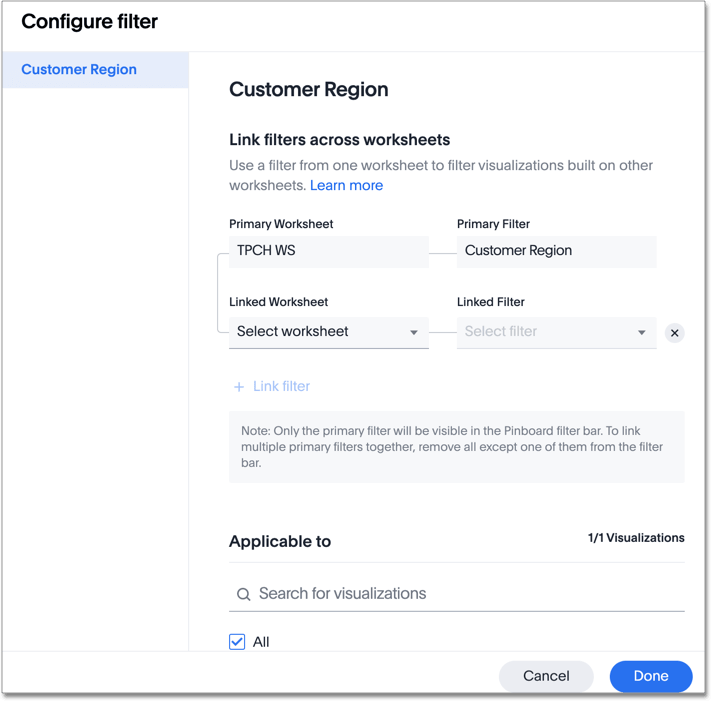 Configure filter
Customer Region
Customer Region
Link filters across worksheets
Use a filter from one worksheet to filter visualizations built on other
worksheets. Learn more
Primary Worksheet
Primary Filter
TPCH WS
Customer Region
Linked Worksheet
Linked Filter
Select worksheet
Select filter
+ Link filter
Note: Only the primary filter will be visible in the Pinboard filter bar. To link
multiple primary filters together, remove all except one of them from the filter
bar.
Applicable to
1/1 Visualizations
Search for visualizations
All
Cancel
Done